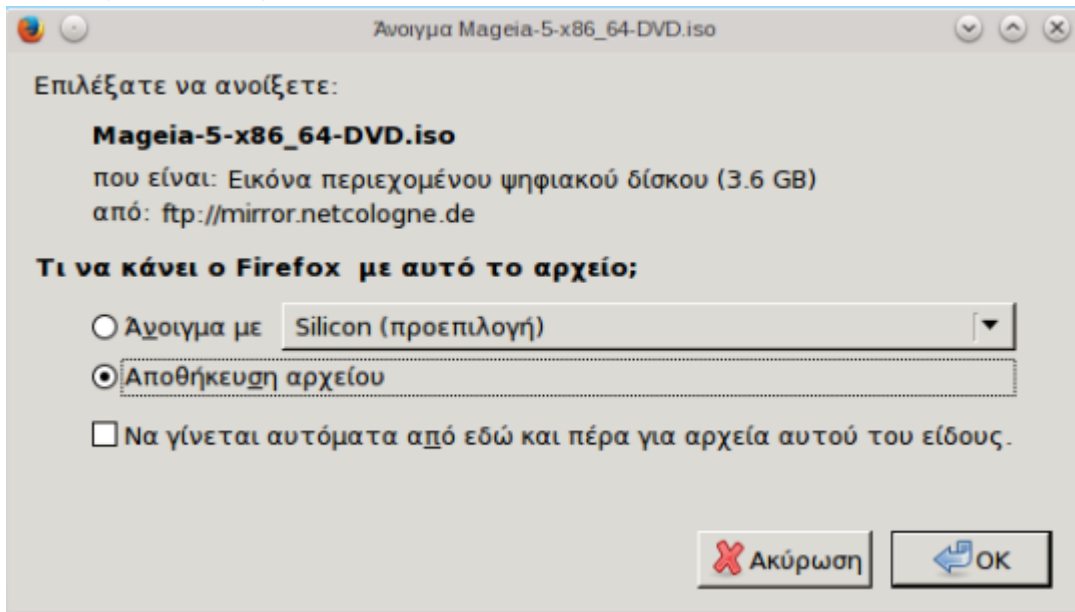 Άνοιγμα Mageia-5-x86_64-DVD.iso
Επιλέξατε να ανοίξετε:
Mageia-5-x86_64-DVD.iso
που είναι: Εικόνα περιεχομένου ψηφιακού δίσκου (3.6 GB)
από: ftp://mirror.netcologne.de
Τι να κάνει ο Firefox με αυτό το αρχείο;
Άνοιγμα με Silicon (προεπιλογή)
Αποθήκευση αρχείου
Να γίνεται αυτόματα από εδώ και πέρα για αρχεία αυτού του είδους.
Ακύρωση OK